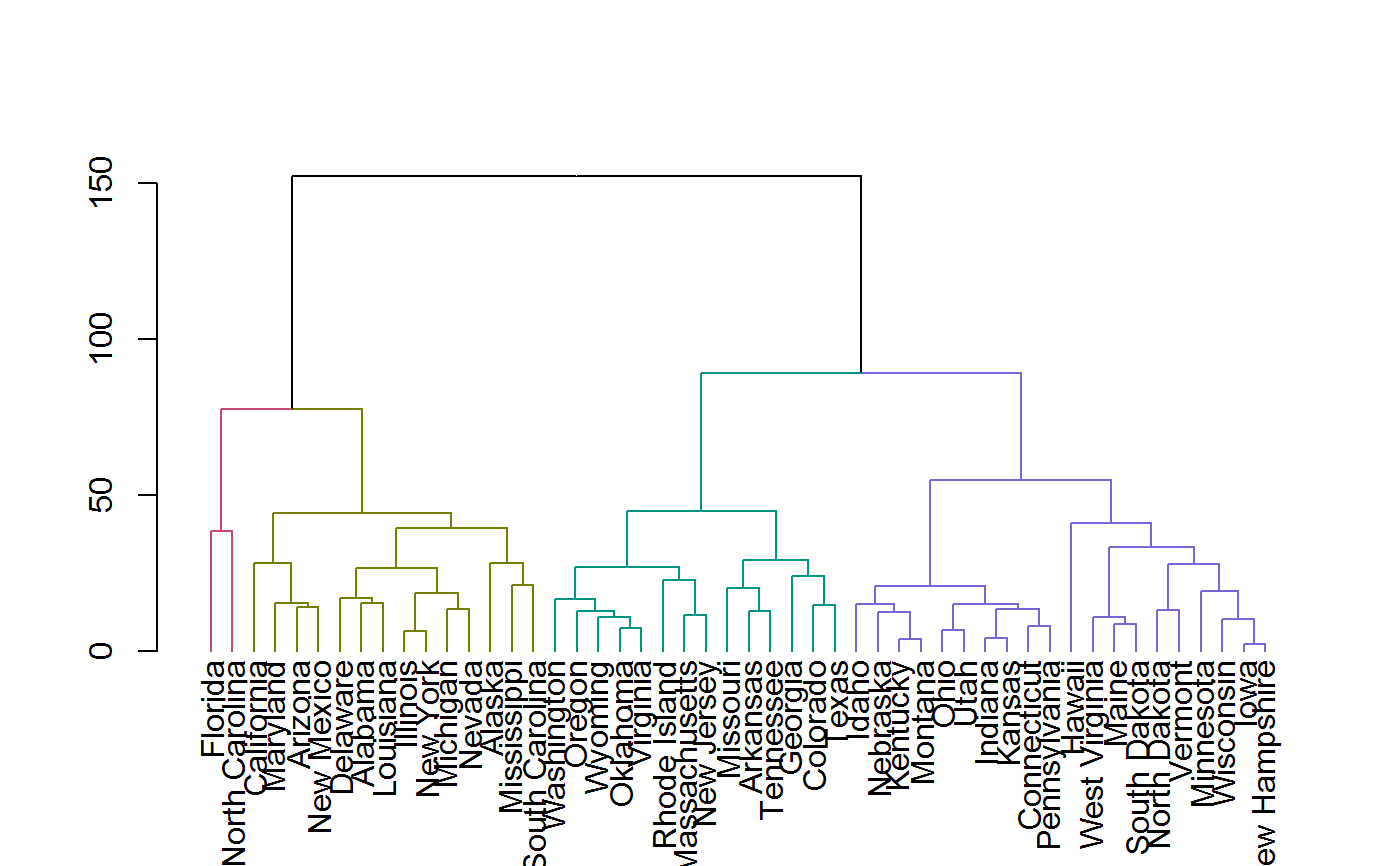 150
100
50
0
Florida
North Carolina
California
Maryland
Arizona
New Mexico
Delaware
Alabama
Louisiana
Illinois
New York
Michigan
Nevada
Alaska
Mississippi
South Carolina
Washington
Oregon
Wyoming
Oklahoma
Virginia
Rhode Island
Massachusetts
New Jersey
Missouri
Arkansas
Tennessee
Georgia
Colorado
Texas
Idaho
Nebraska
Kentucky
Montana
Ohio
Utah
Indiana
Kansas
Connecticut
Pennsylvania
Hawaii
West Virginia
Maine
South Dakota
North Dakota
Vermont
Minnesota
Wisconsin
Iowa
ew Hampshire